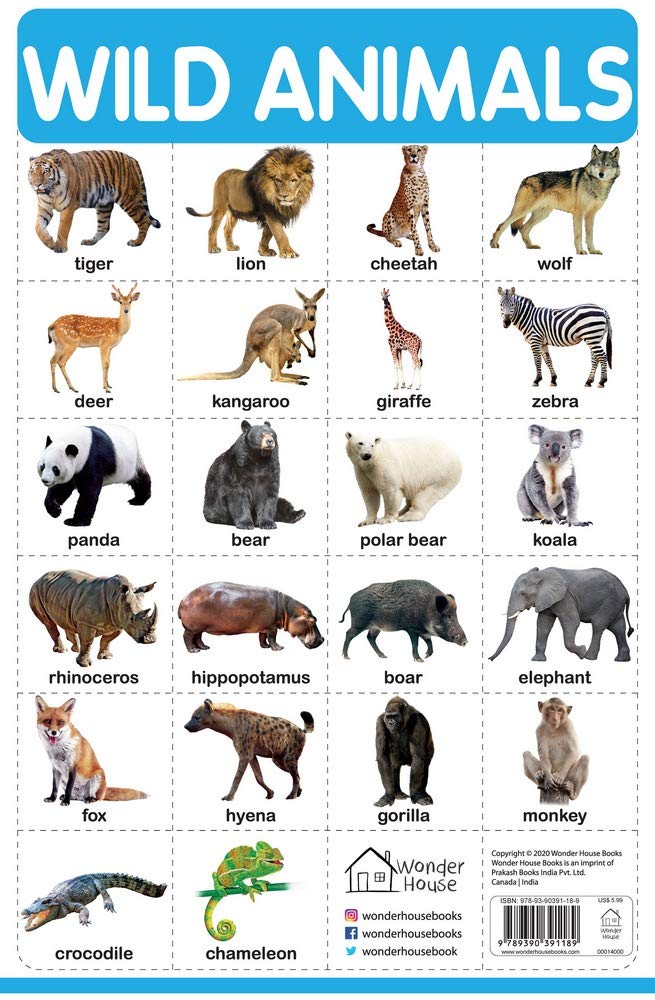 WILD ANIMALS
tiger
lion
cheetah
wolf
deer
kangaroo
giraffe
zebra
panda
bear
polar bear
koala
rhinoceros
hippopotamus
boar
elephant
fox
hyena
gorilla
monkey
crocodile
chameleon
Wonder
House
wonderhousebooks
wonderhousebooks
wonderhousebook
Copyright © 2020 Wonder House Books
Wonder House Books is an imprint of
Prakash Books India Pvt. Ltd.
Canada | India
ISBN: 978-93-90391-18-9
9 789390 391189
www.wonderhousebooks.com
US$ 5.99
Wonder
House
00014000